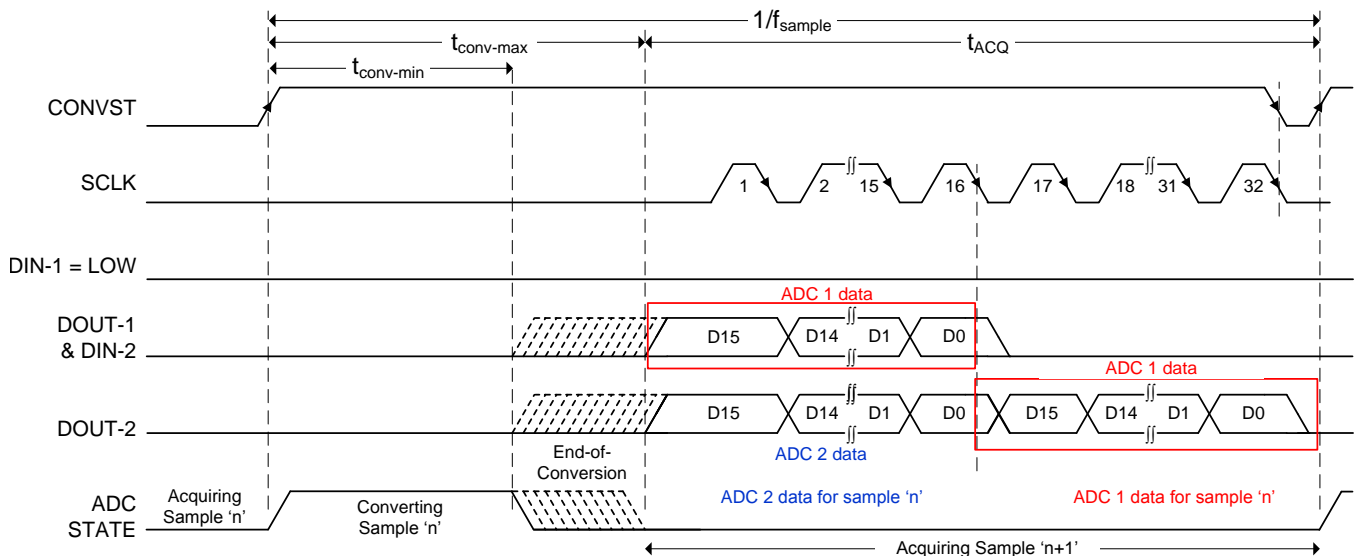 1/fsample
tconv-max
tACQ
tconv-min
CONVST
SCLK
1 2 ∫∫ 15 16 17 18 ∫∫ 31 32
DIN-1 = LOW
ADC 1 data
DOUT-1
& DIN-2
D15 D14 ∫∫ D1 D0
∫∫
ADC 1 data
DOUT-2
D15 D14 ∫∫ D1 D0 D15 D14 ∫∫ D1 D0
∫∫ ∫∫
ADC 2 data
End-of-
Conversion
ADC
STATE
Acquiring
Sample ‘n’
Converting
Sample ‘n’
ADC 2 data for sample ‘n’
ADC 1 data for sample ‘n’
Acquiring Sample ‘n+1’